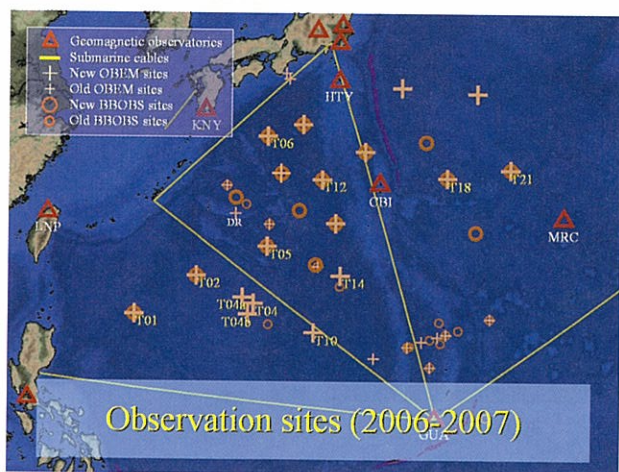 Geomagnetic observatories
Submarine cables
New OBEM sites
Old OBEM sites
New BBOBS sites
Old BBOBS sites
KNY
HTY
T06
T12
CBI
T18
T21
LNP
DR
MRC
T05
T02
T14
T04a
T04
T01
T04b
T10
Observation sites (2006-2007)
GUA